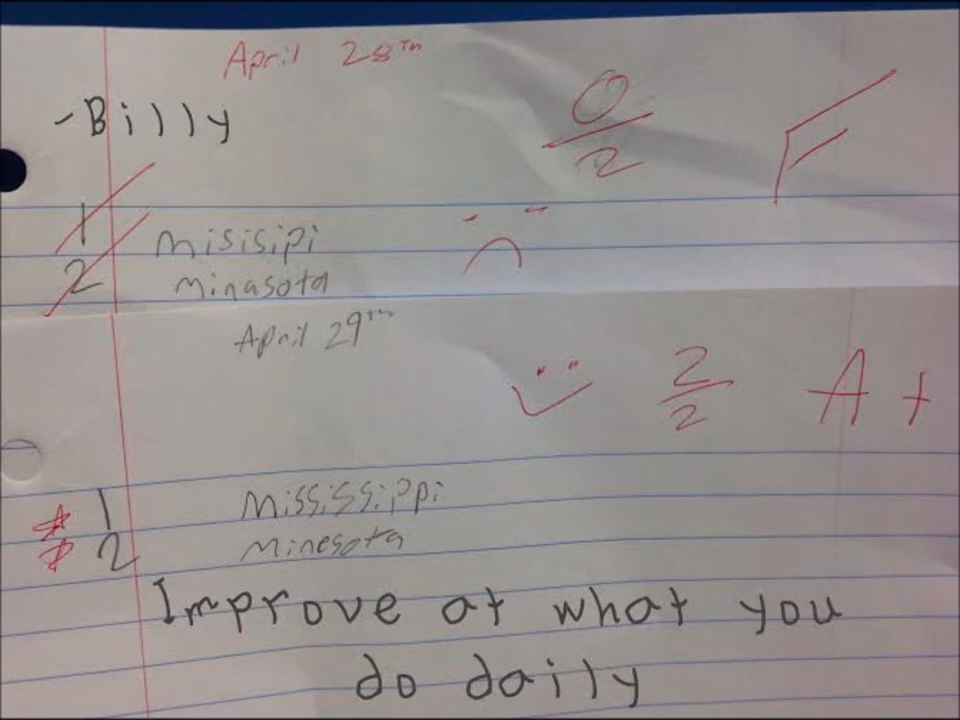 April 28th
-Billy
0/2
F
1 Misisipi
2 Minasota
April 29th
2/2 A+
1 Mississippi
2 Minesota
Improve at what you
do daily